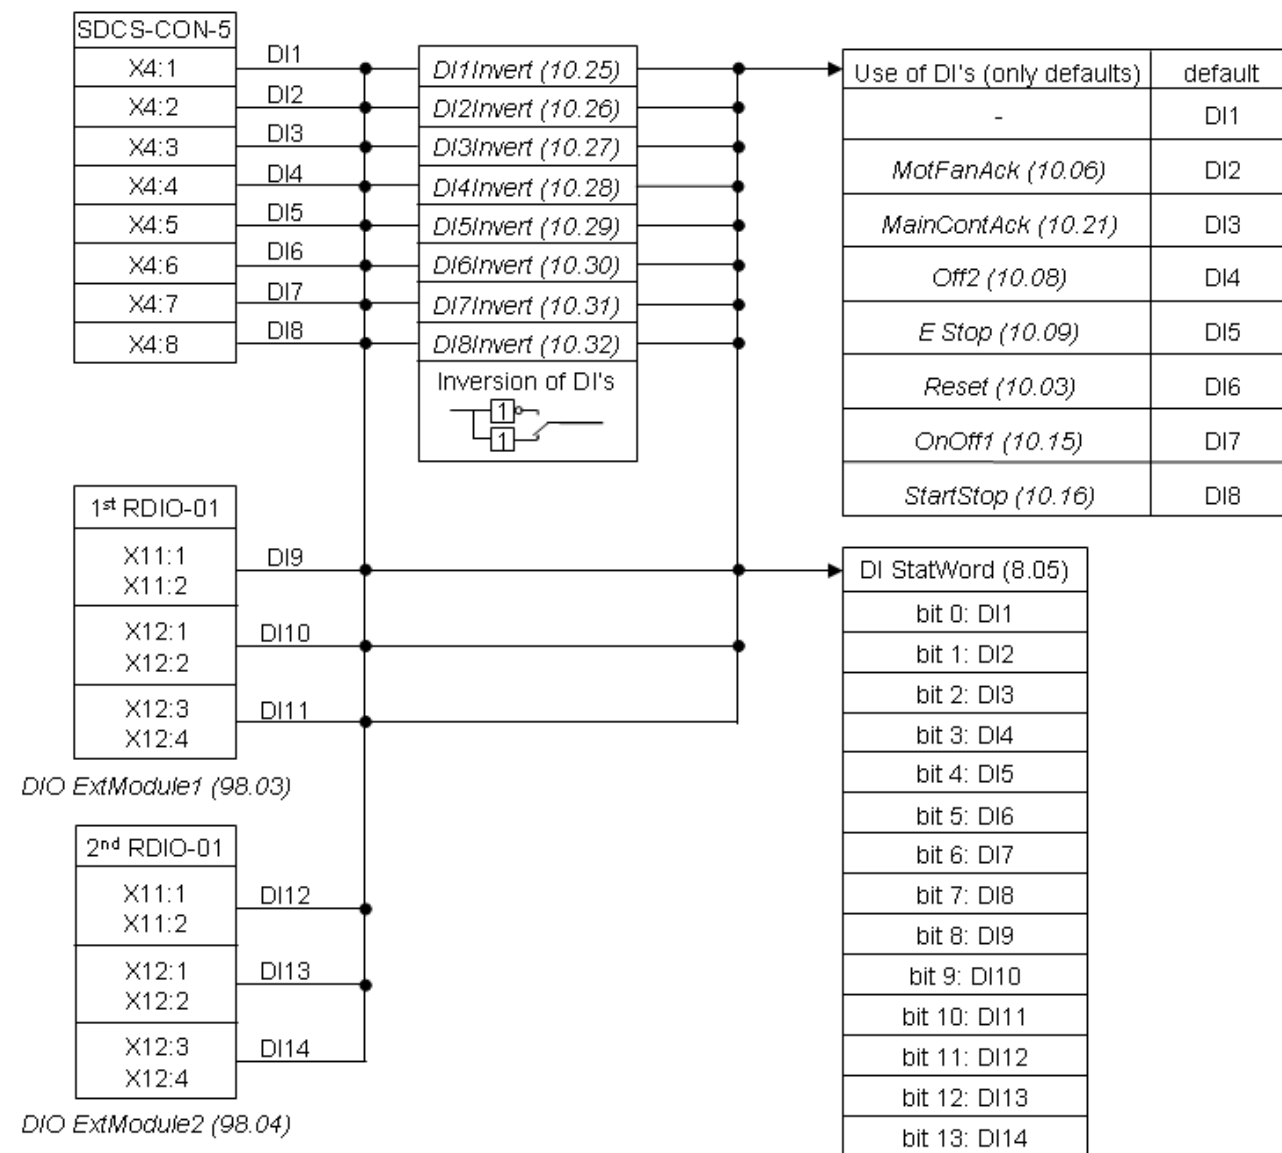 SDCS-CON-5
X4:1
X4:2
X4:3
X4:4
X4:5
X4:6
X4:7
X4:8
DI1
DI2
DI3
DI4
DI5
DI6
DI7
DI8
DI1Invert (10.25)
DI2Invert (10.26)
DI3Invert (10.27)
DI4Invert (10.28)
DI5Invert (10.29)
DI6Invert (10.30)
DI7Invert (10.31)
DI8Invert (10.32)
Inversion of DI's
1
1
Use of DI's (only defaults) default
- DI1
MotFanAck (10.06) DI2
MainContAck (10.21) DI3
Off2 (10.08) DI4
E Stop (10.09) DI5
Reset (10.03) DI6
OnOff1 (10.15) DI7
StartStop (10.16) DI8
1st RDIO-01
X11:1
X11:2
DI9
X12:1
X12:2
DI10
X12:3
X12:4
DI11
DIO ExtModule1 (98.03)
2nd RDIO-01
X11:1
X11:2
DI12
X12:1
X12:2
DI13
X12:3
X12:4
DI14
DIO ExtModule2 (98.04)
DI StatWord (8.05)
bit 0: DI1
bit 1: DI2
bit 2: DI3
bit 3: DI4
bit 4: DI5
bit 5: DI6
bit 6: DI7
bit 7: DI8
bit 8: DI9
bit 9: DI10
bit 10: DI11
bit 11: DI12
bit 12: DI13
bit 13: DI14